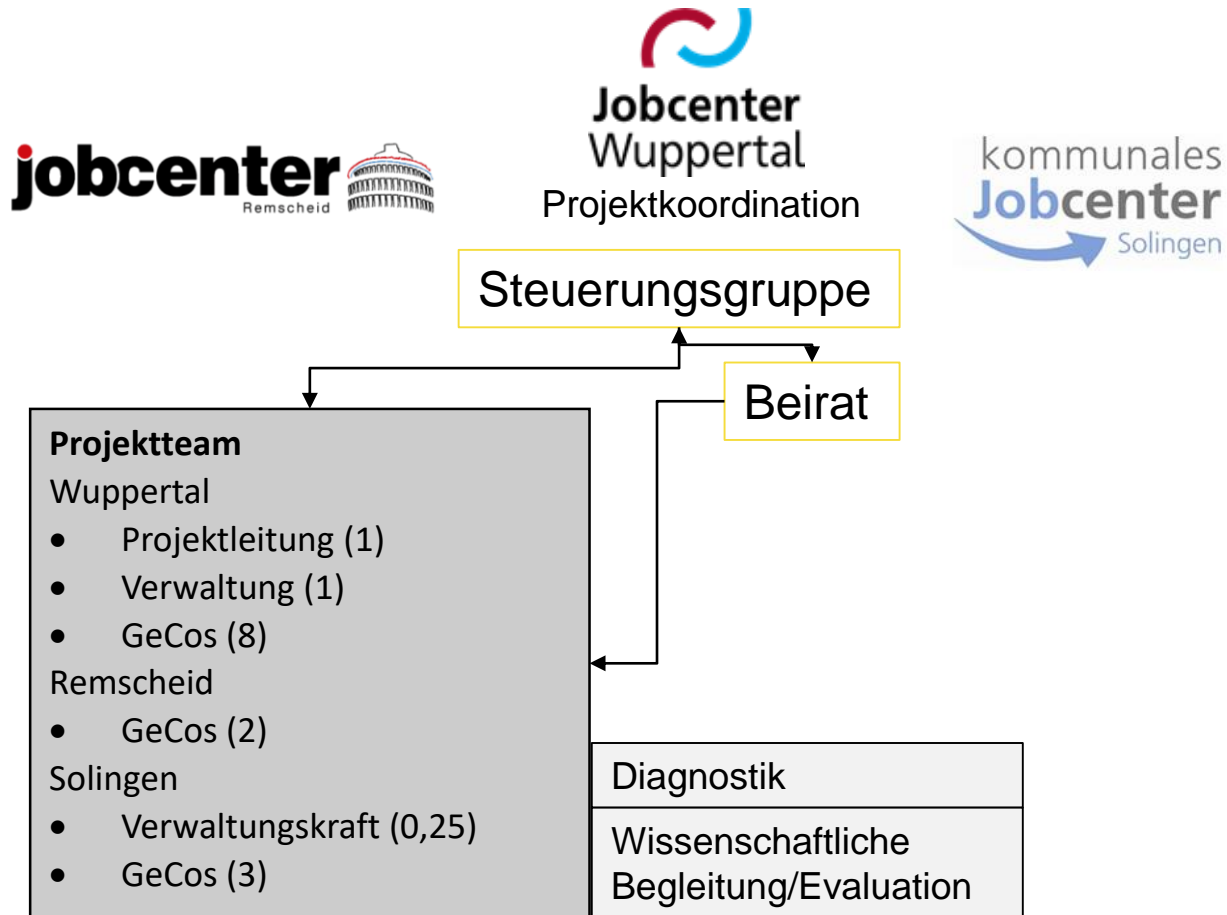 jobcenter
Remscheid
Jobcenter
Wuppertal
Projektkoordination
kommunales
Jobcenter
Solingen
Steuerungsgruppe
Beirat
Projektteam
Wuppertal
• Projektleitung (1)
• Verwaltung (1)
• GeCos (8)
Remscheid
• GeCos (2)
Solingen
• Verwaltungskraft (0,25)
• GeCos (3)
Diagnostik
Wissenschaftliche
Begleitung/Evaluation